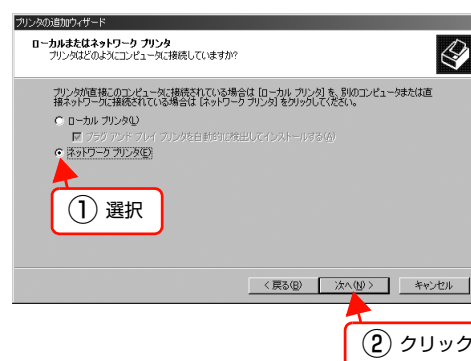 プリンタの追加ウィザード
ローカルまたはネットワーク プリンタ
プリンタはどのようにコンピュータに接続していますか?
プリンタが直接このコンピュータに接続されている場合は [ローカル プリンタ] を、別のコンピュータまたは直
接ネットワークに接続されている場合は [ネットワーク プリンタ] をクリックしてください。
ローカル プリンタ(L)
プラグ アンド プレイ プリンタを自動的に検出してインストールする(A)
ネットワーク プリンタ(E)
① 選択
< 戻る(B) 次へ(N) > キャンセル
② クリック